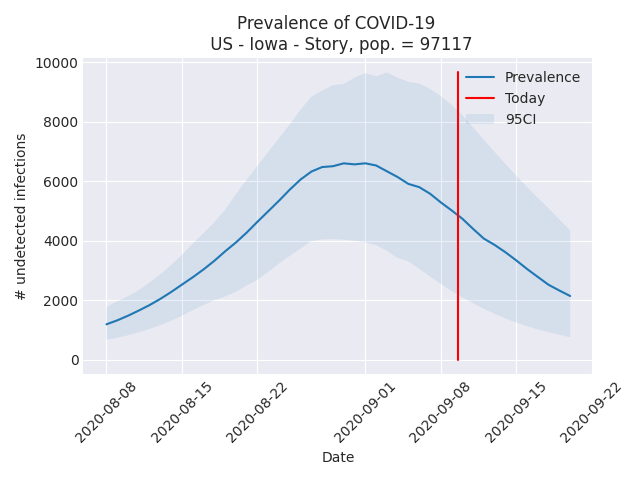 Prevalence of COVID-19
US - Iowa - Story, pop. = 97117
Prevalence
Today
95CI
10000
8000
6000
4000
2000
0
# undetected infections
2020-08-08
2020-08-15
2020-08-22
2020-09-01
2020-09-08
2020-09-15
2020-09-22
Date